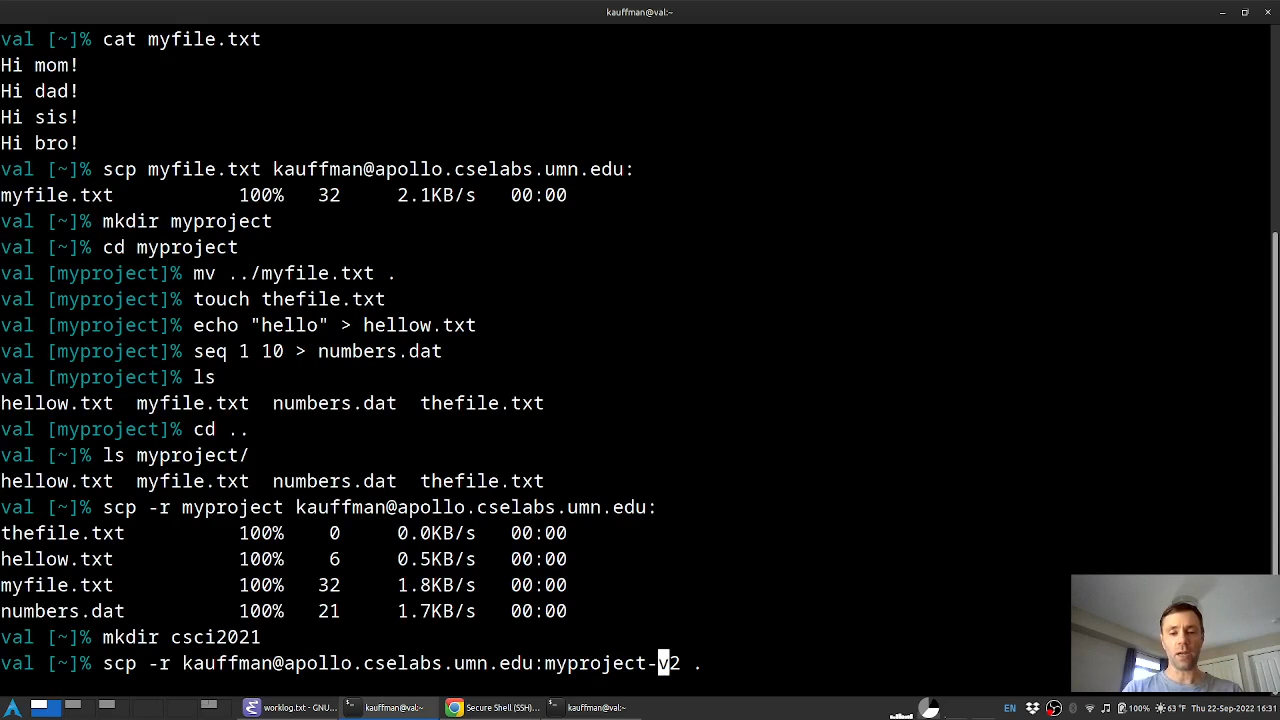 kauffman@val:~
val [~]% cat myfile.txt
Hi mom!
Hi dad!
Hi sis!
Hi bro!
val [~]% scp myfile.txt kauffman@apollo.cselabs.umn.edu:
myfile.txt 100% 32 2.1KB/s 00:00
val [~]% mkdir myproject
val [~]% cd myproject
val [myproject]% mv ../myfile.txt .
val [myproject]% touch thefile.txt
val [myproject]% echo "hello" > hellow.txt
val [myproject]% seq 1 10 > numbers.dat
val [myproject]% ls
hellow.txt myfile.txt numbers.dat thefile.txt
val [myproject]% cd ..
val [~]% ls myproject/
hellow.txt myfile.txt numbers.dat thefile.txt
val [~]% scp -r myproject kauffman@apollo.cselabs.umn.edu:
thefile.txt 100% 0 0.0KB/s 00:00
hellow.txt 100% 6 0.5KB/s 00:00
myfile.txt 100% 32 1.8KB/s 00:00
numbers.dat 100% 21 1.7KB/s 00:00
val [~]% mkdir csci2021
val [~]% scp -r kauffman@apollo.cselabs.umn.edu:myproject-v2 .
worklog.txt - GNU... kauffman@val:~ Secure Shell (SSH)... kauffman@val:~ EN 100% 63 °F Thu 22-Sep-2022 16:31